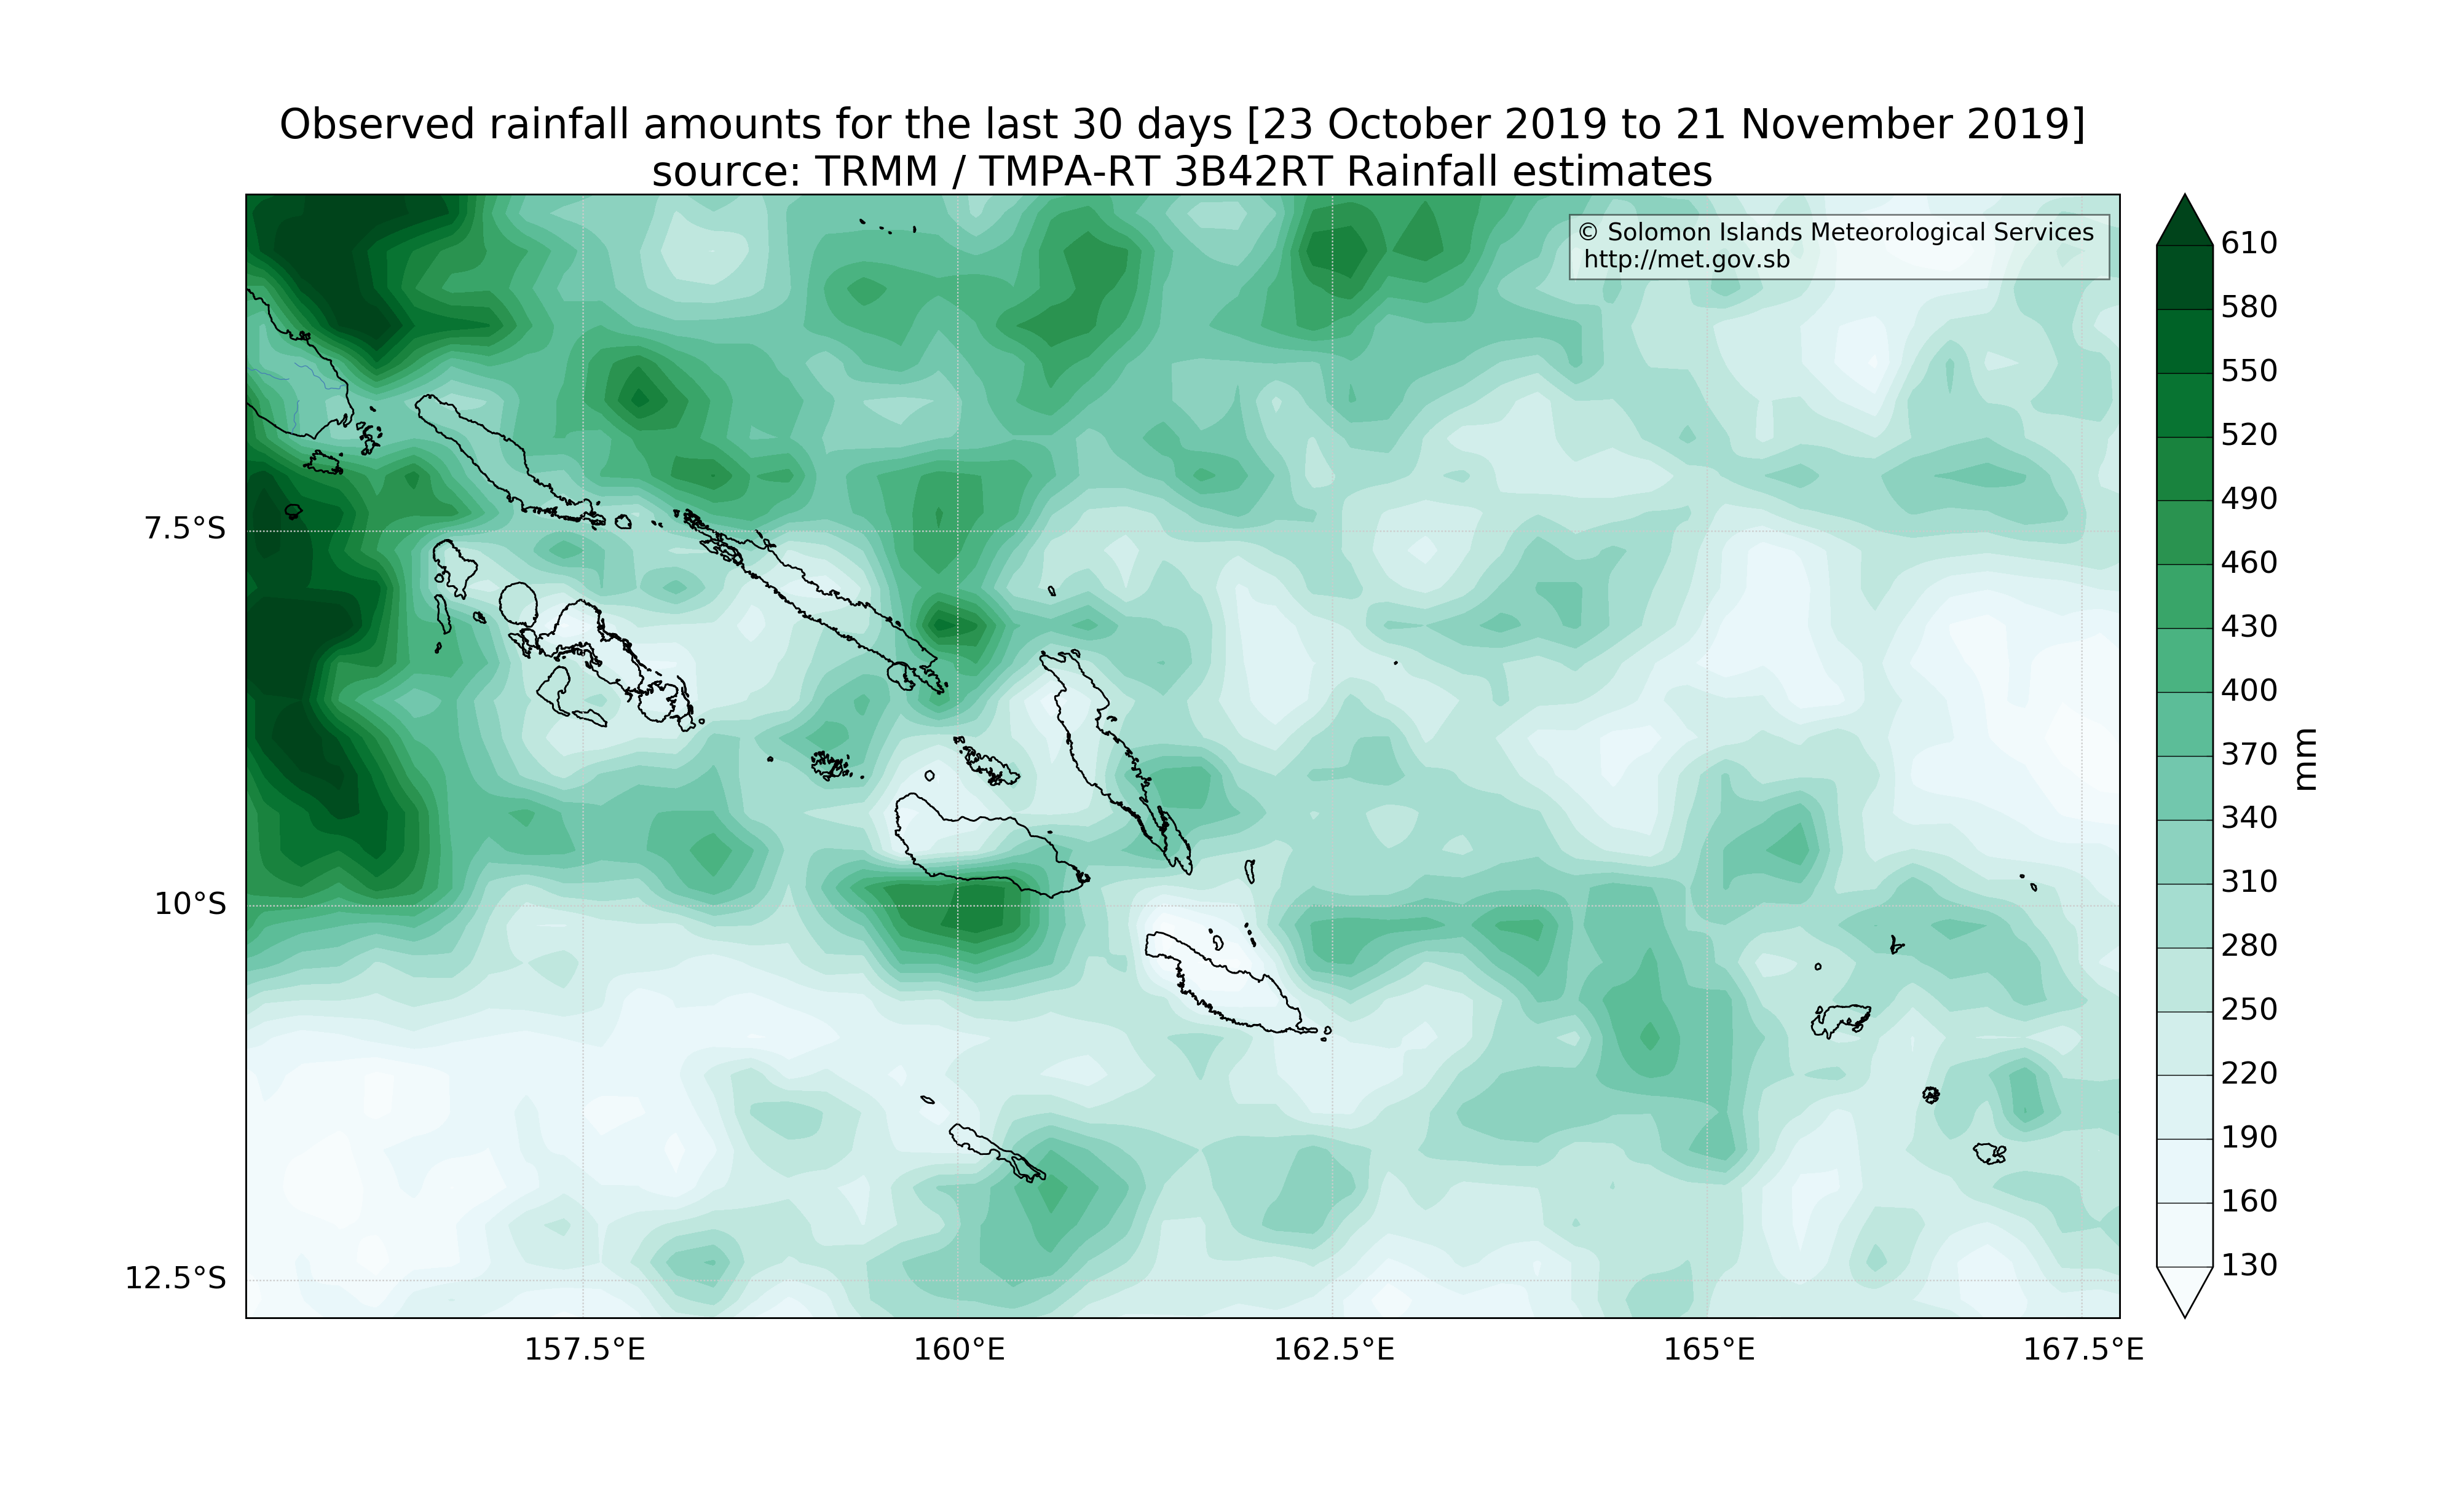 Observed rainfall amounts for the last 30 days [23 October 2019 to 21 November 2019]
source: TRMM / TMPA-RT 3B42RT Rainfall estimates
© Solomon Islands Meteorological Services
http://met.gov.sb
7.5°S
10°S
12.5°S
157.5°E
160°E
162.5°E
165°E
167.5°E
610
580
550
520
490
460
430
400
370
340
310
280
250
220
190
160
130
mm